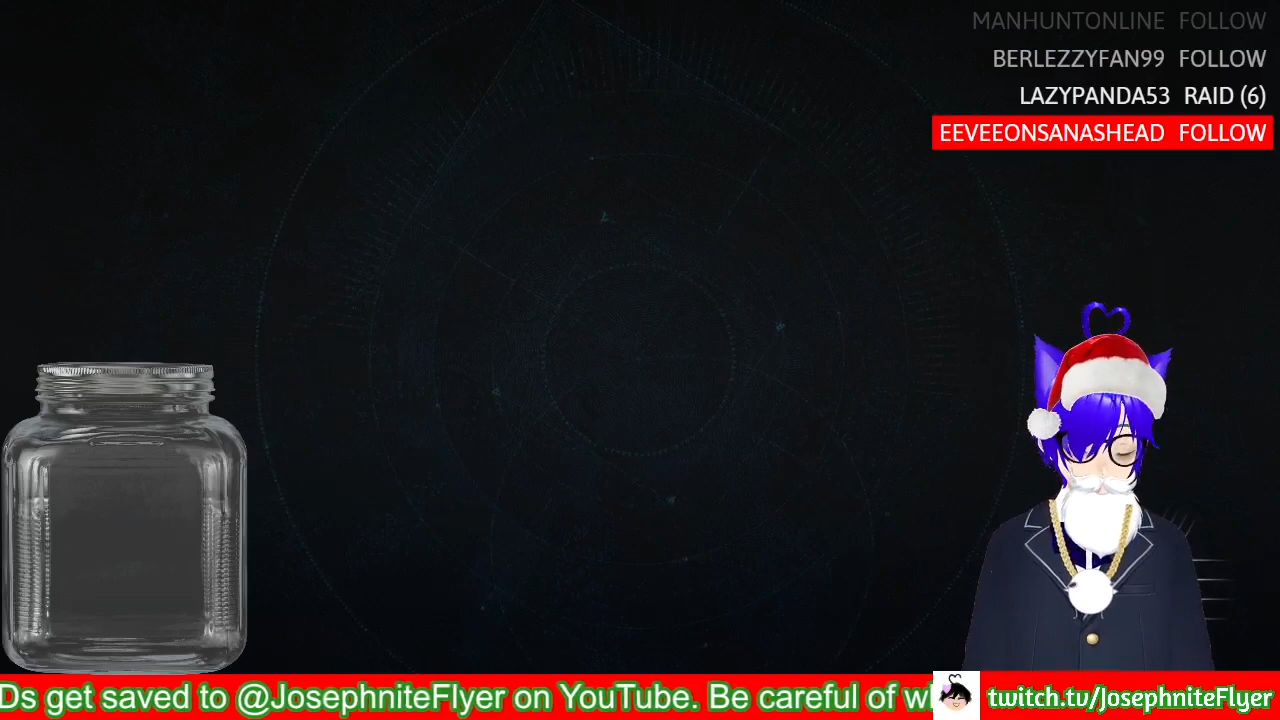 MANHUNTONLINE FOLLOW
BERLEZZYFAN99 FOLLOW
LAZYPANDA53 RAID (6)
EEVEEONSANASHEAD FOLLOW
Ds get saved to @JosephniteFlyer on YouTube. Be careful of
twitch.tv/JosephniteFlyer